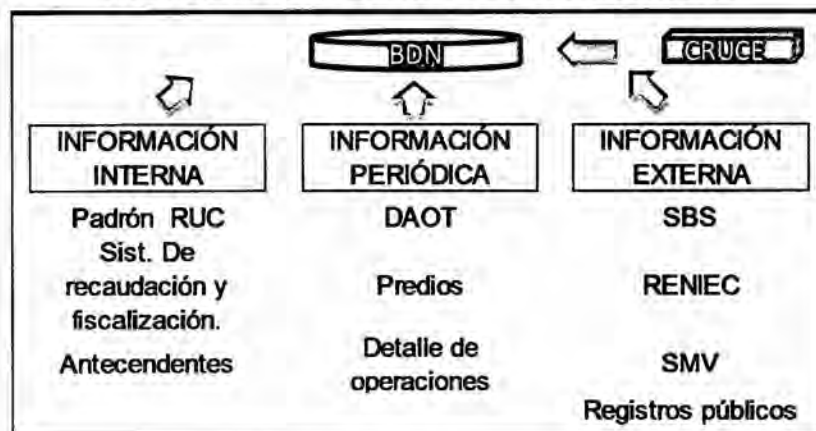 BDN
CRUCE
INFORMACIÓN
INTERNA
Padrón RUC
Sist. De
recaudación y
fiscalización.
Antecendentes
INFORMACIÓN
PERIÓDICA
DAOT
Predios
Detalle de
operaciones
INFORMACIÓN
EXTERNA
SBS
RENIEC
SMV
Registros públicos